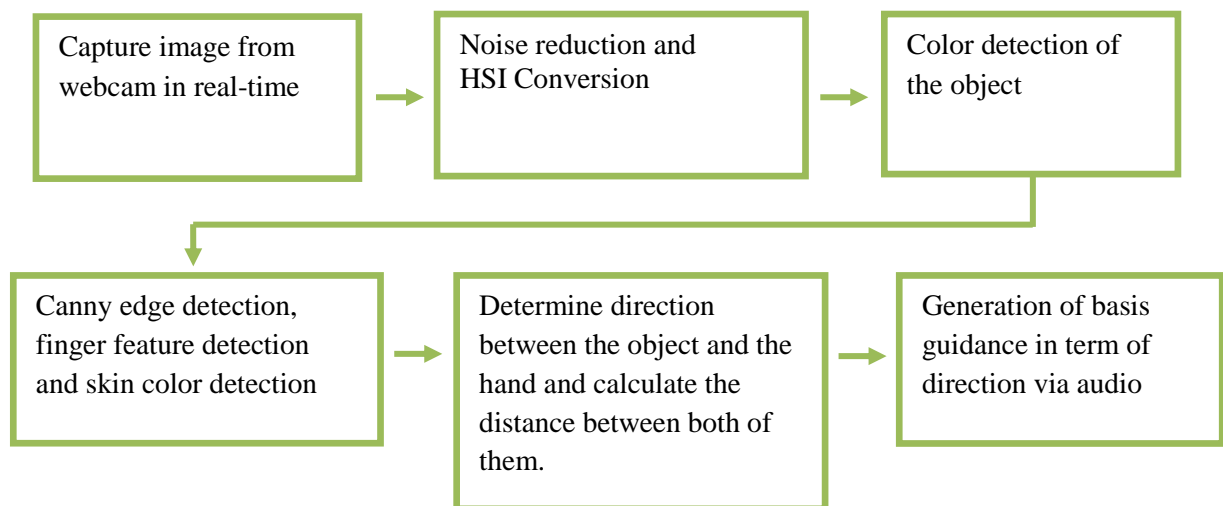 Capture image from
webcam in real-time
Noise reduction and
HSI Conversion
Color detection of
the object
Canny edge detection,
finger feature detection
and skin color detection
Determine direction
between the object and the
hand and calculate the
distance between both of
them.
Generation of basis
guidance in term of
direction via audio